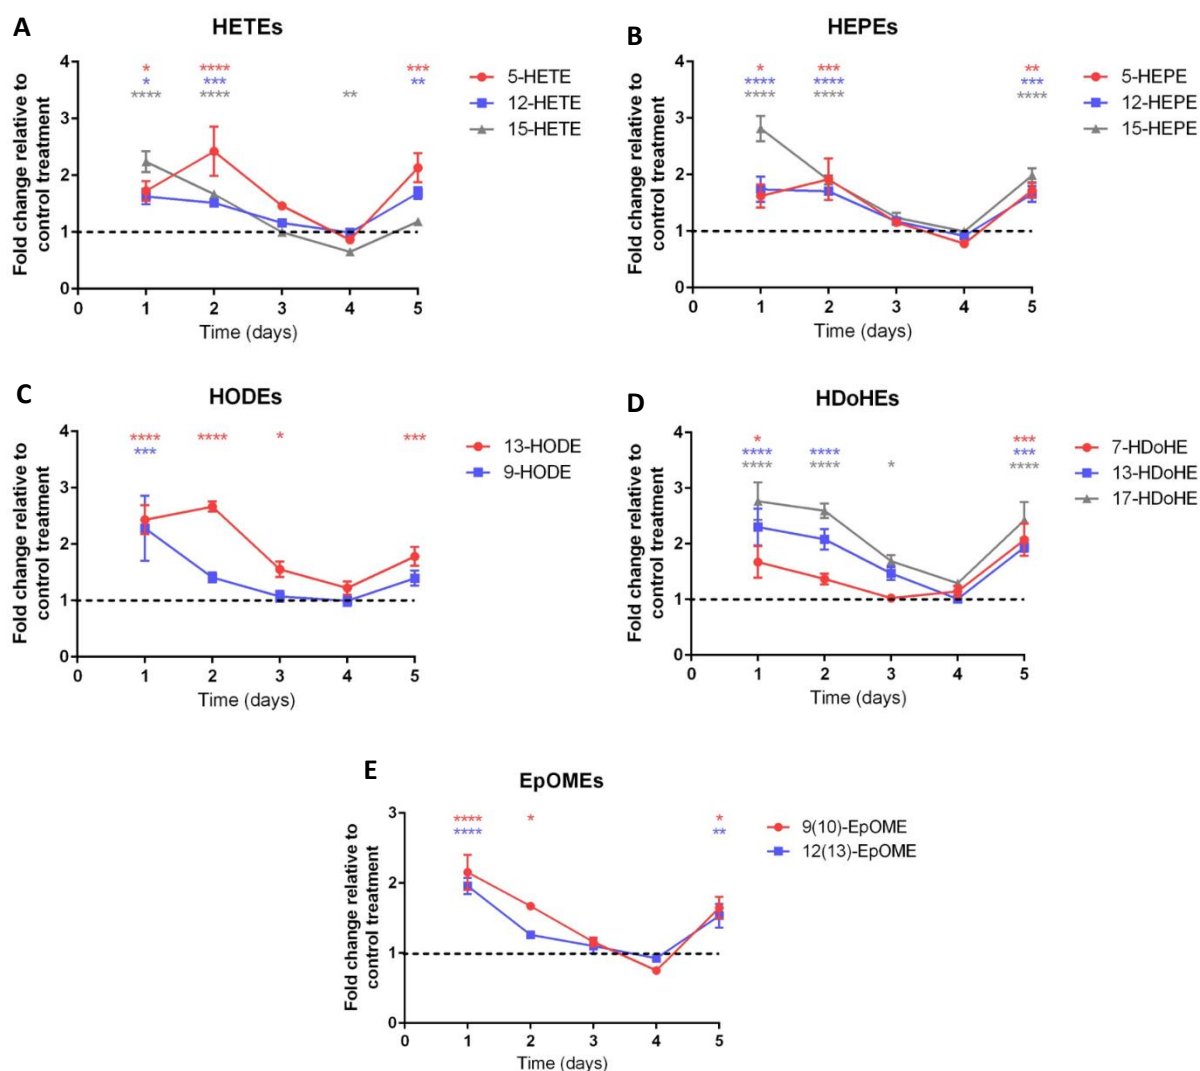 A
HETEs
Fold change relative to
control treatment
4
3
2
1
0
* **** ***
* *** **
**** **** **
0 1 2 3 4 5
Time (days)
5-HETE
12-HETE
15-HETE
B
HEPEs
Fold change relative to
control treatment
4
3
2
1
0
* *** **
**** **** ***
**** **** ****
0 1 2 3 4 5
Time (days)
5-HEPE
12-HEPE
15-HEPE
C
HODEs
Fold change relative to
control treatment
4
3
2
1
0
**** **** * ***
***
0 1 2 3 4 5
Time (days)
13-HODE
9-HODE
D
HDoHEs
Fold change relative to
control treatment
4
3
2
1
0
* ***
**** **** ***
**** **** * ****
0 1 2 3 4 5
Time (days)
7-HDoHE
13-HDoHE
17-HDoHE
E
EpOMEs
Fold change relative to
control treatment
3
2
1
0
**** * *
**** **
0 1 2 3 4 5
Time (days)
9(10)-EpOME
12(13)-EpOME